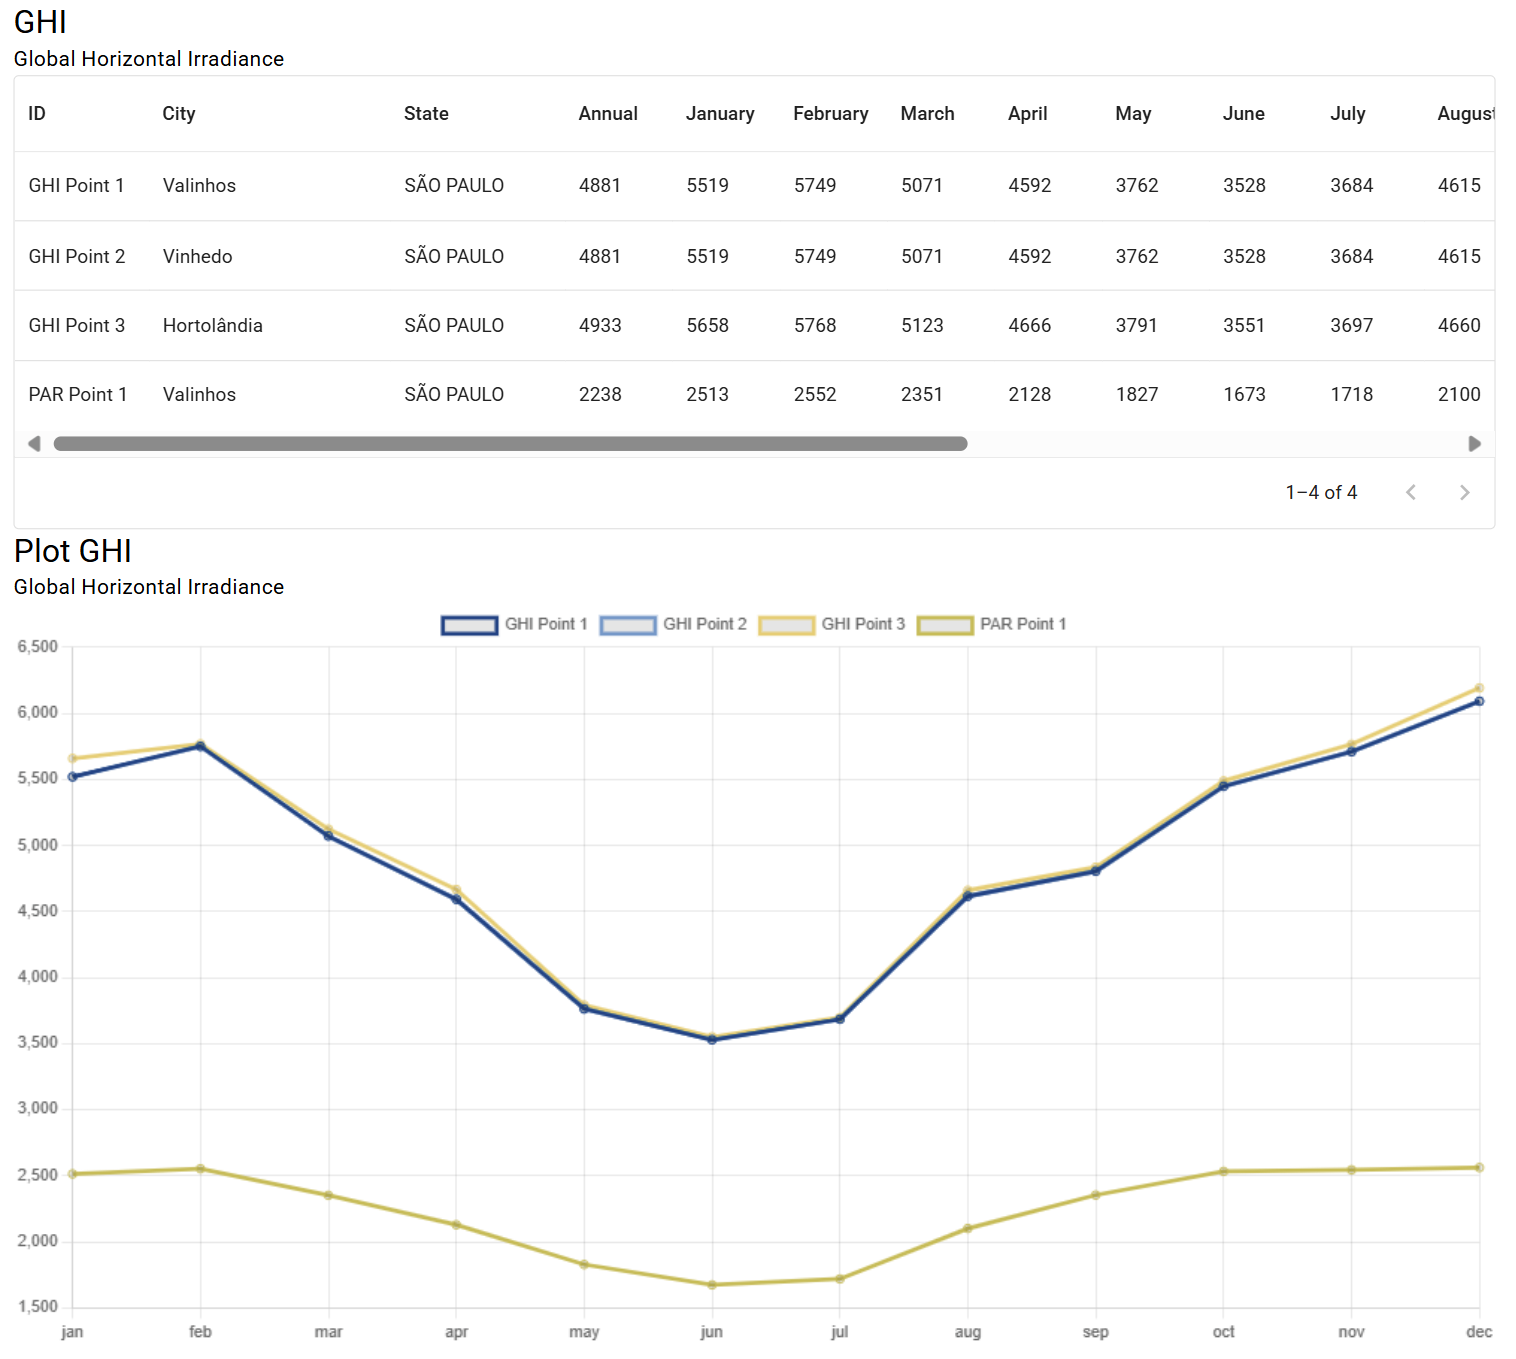 GHI
Global Horizontal Irradiance
ID City State Annual January February March April May June July August
GHI Point 1 Valinhos SÃO PAULO 4881 5519 5749 5071 4592 3762 3528 3684 4615
GHI Point 2 Vinhedo SÃO PAULO 4881 5519 5749 5071 4592 3762 3528 3684 4615
GHI Point 3 Hortolândia SÃO PAULO 4933 5658 5768 5123 4666 3791 3551 3697 4660
PAR Point 1 Valinhos SÃO PAULO 2238 2513 2552 2351 2128 1827 1673 1718 2100
1–4 of 4
Plot GHI
Global Horizontal Irradiance
GHI Point 1 GHI Point 2 GHI Point 3 PAR Point 1
6,500
6,000
5,500
5,000
4,500
4,000
3,500
3,000
2,500
2,000
1,500
jan feb mar apr may jun jul aug sep oct nov dec